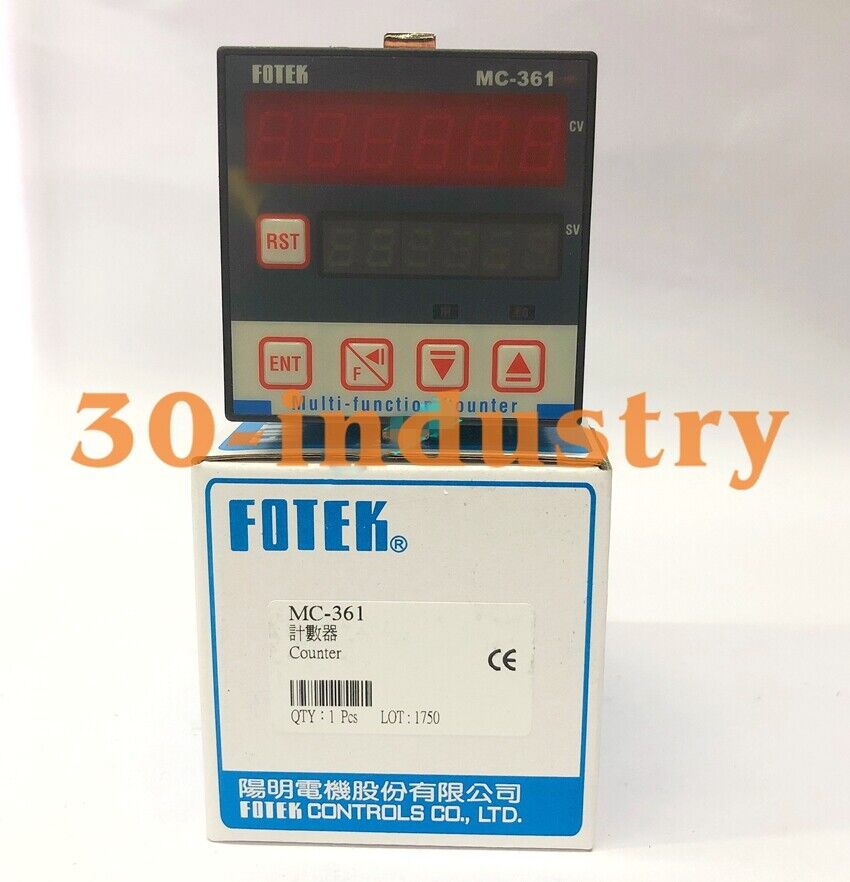 FOTEK MC-361
CV
SV
RST
ENT
F
Multi-function Counter
30-industry
FOTEK®
MC-361
計數器
Counter
CE
QTY：1 Pcs LOT : 1750
陽明電機股份有限公司
FOTEK CONTROLS CO., LTD.